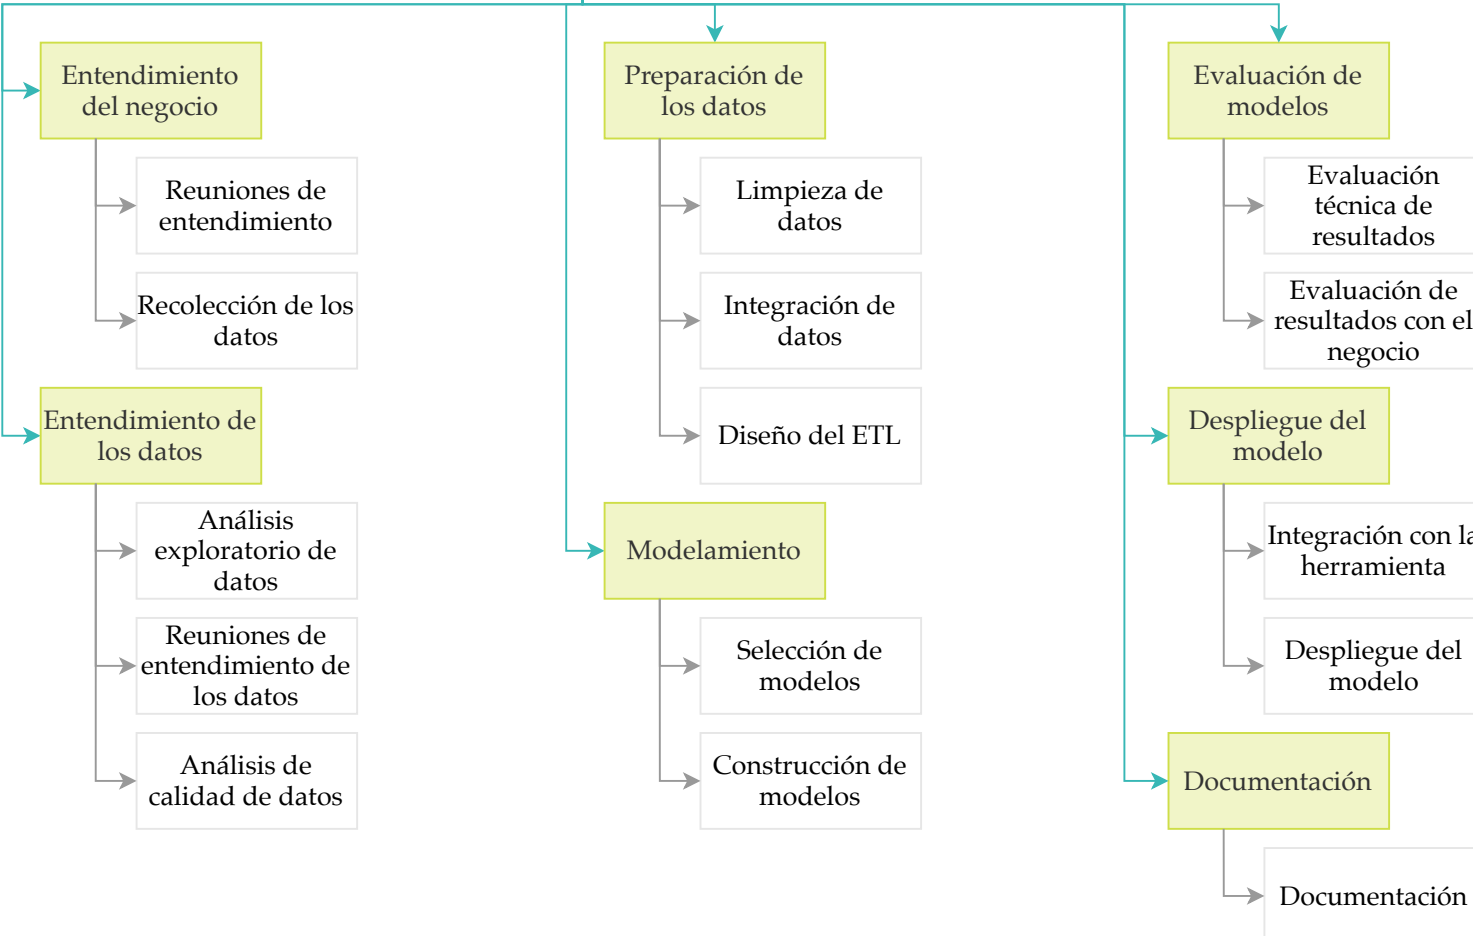 Entendimiento
del negocio
Reuniones de
entendimiento
Recolección de los
datos
Entendimiento de
los datos
Análisis
exploratorio de
datos
Reuniones de
entendimiento de
los datos
Análisis de
calidad de datos
Preparación de
los datos
Limpieza de
datos
Integración de
datos
Diseño del ETL
Modelamiento
Selección de
modelos
Construcción de
modelos
Evaluación de
modelos
Evaluación
técnica de
resultados
Evaluación de
resultados con el
negocio
Despliegue del
modelo
Integración con la
herramienta
Despliegue del
modelo
Documentación
Documentación